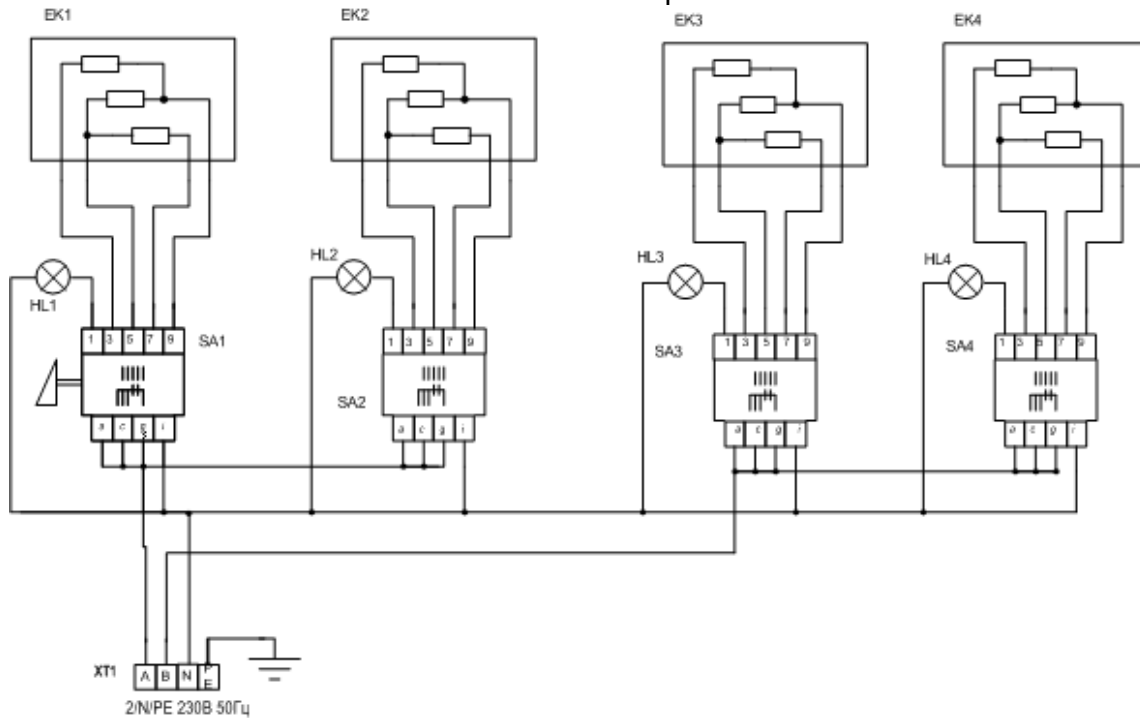 EK1 EK2 EK3 EK4
HL1 HL2 HL3 HL4
1 3 5 7 9 SA1
1 3 5 7 9 SA2
1 3 5 7 9 SA3
1 3 5 7 9 SA4
a c g i
a c g i
a c g i
a c g i
XT1 A B N PE
2/N/PE 230В 50Гц